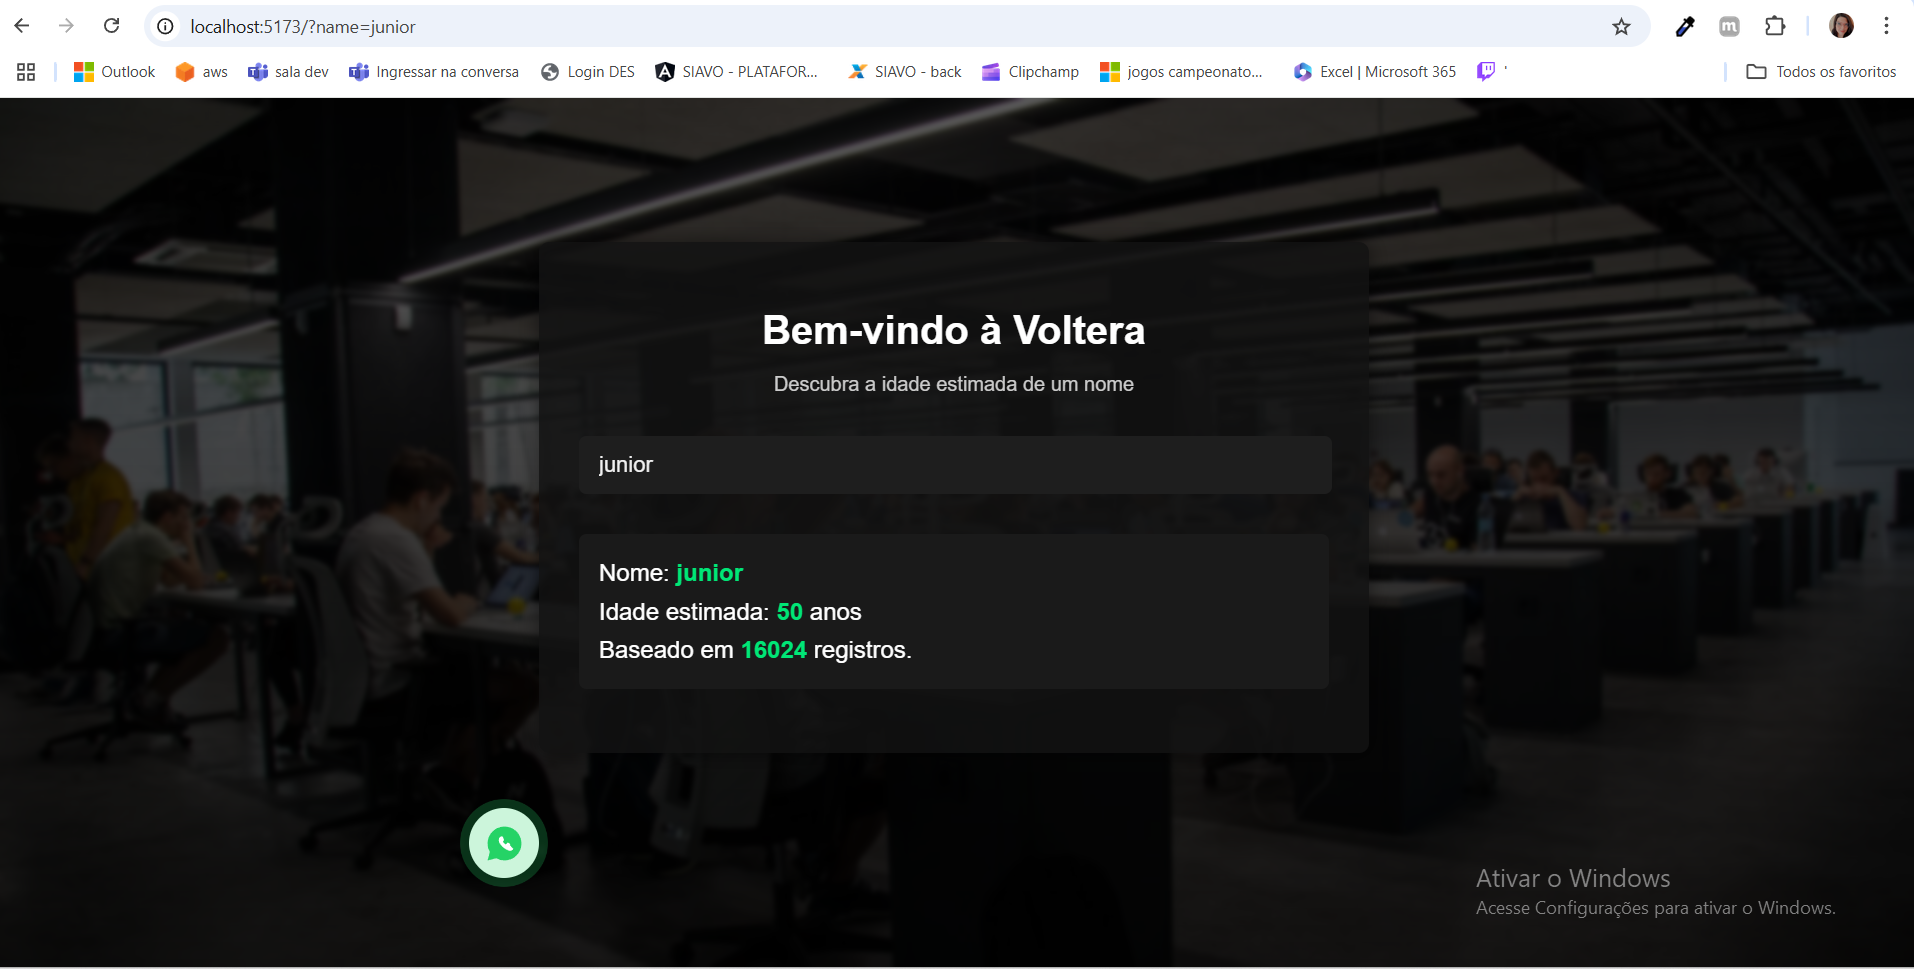 localhost:5173/?name=junior
m
Outlook
aws
sala dev
Ingressar na conversa
Login DES
SIAVO - PLATAFOR...
SIAVO - back
Clipchamp
jogos campeonato...
Excel | Microsoft 365
'
Todos os favoritos
Bem-vindo à Voltera
Descubra a idade estimada de um nome
junior
Nome: junior
Idade estimada: 50 anos
Baseado em 16024 registros.
Ativar o Windows
Acesse Configurações para ativar o Windows.